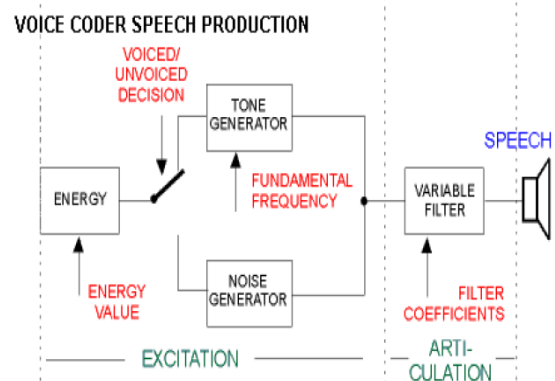 VOICE CODER SPEECH PRODUCTION
VOICED/
UNVOICED
DECISION
TONE
GENERATOR
SPEECH
ENERGY
FUNDAMENTAL
FREQUENCY
VARIABLE
FILTER
ENERGY
VALUE
NOISE
GENERATOR
FILTER
COEFFICIENTS
EXCITATION
ARTI-
CULATION